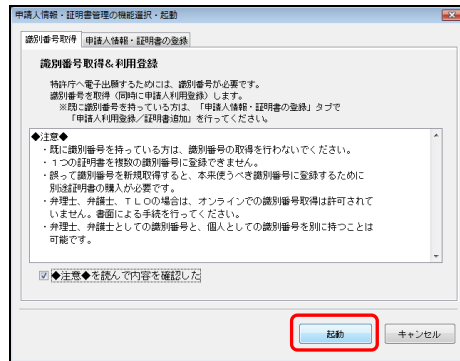 申請人情報・証明書管理の機能選択・起動
識別番号取得 申請人情報・証明書の登録
識別番号取得&利用登録
特許庁へ電子出願するためには、識別番号が必要です。
識別番号を取得（同時に申請人利用登録）します。
※既に識別番号を持っている方は、「申請人情報・証明書の登録」タブで
「申請人利用登録／証明書追加」を行ってください。
◆注意◆
・既に識別番号を持っている方は、識別番号の取得を行わないでください。
・１つの証明書を複数の識別番号に登録できません。
・誤って識別番号を新規取得すると、本来使うべき識別番号に登録するために
別途証明書の購入が必要です。
・弁理士、弁護士、ＴＬＯの場合は、オンラインでの識別番号取得は許可されて
いません。書面による手続を行ってください。
・弁理士、弁護士としての識別番号と、個人としての識別番号を別に持つことは
可能です。
◆注意◆を読んで内容を確認した
起動 キャンセル